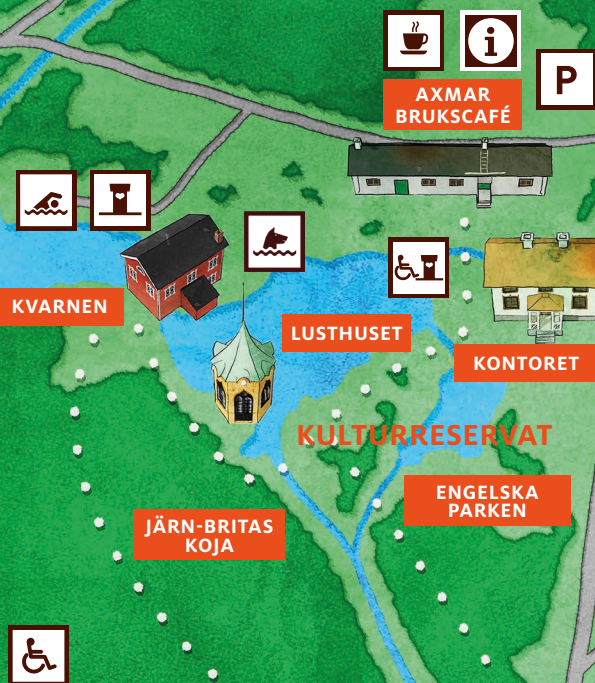 i
P
AXMAR
BRUKSCAFÉ
KVARNEN
LUSTHUSET
KONTORET
KULTURRESERVAT
ENGELSKA
PARKEN
JÄRN-BRITAS
KOJA